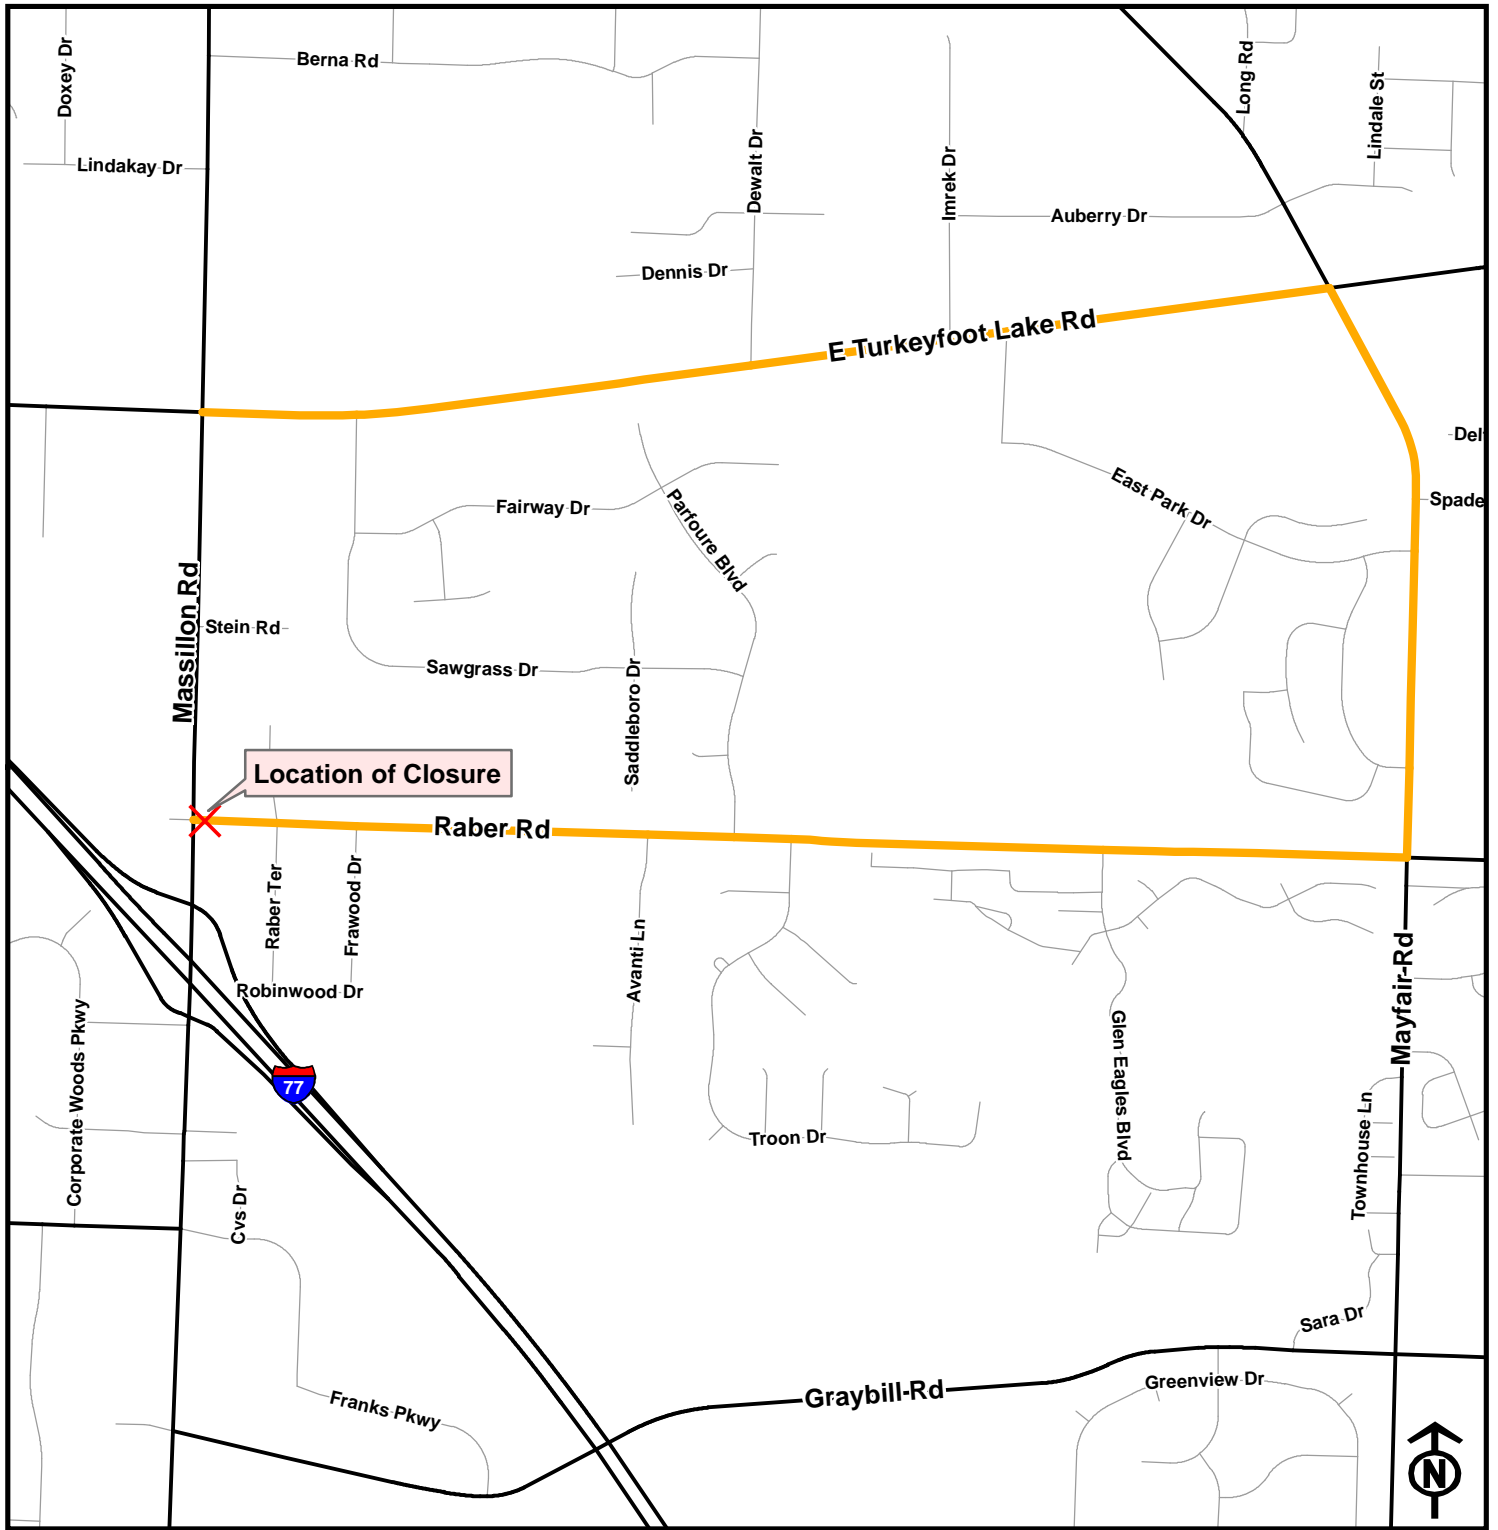 Doxey Dr
Berna Rd
Long Rd
Lindale St
Lindakay Dr
Dewalt Dr
Imrek Dr
Auberry Dr
Dennis Dr
E Turkeyfoot Lake Rd
Del
Spade
East Park Dr
Fairway Dr
Parfoure Blvd
Massillon Rd
Stein Rd
Sawgrass Dr
Saddleboro Dr
Location of Closure
Raber Rd
Raber Ter
Frawood Dr
Avanti Ln
Robinwood Dr
Mayfair Rd
Corporate Woods Pkwy
77
Glen Eagles Blvd
Townhouse Ln
Troon Dr
Cvs Dr
Sara Dr
Franks Pkwy
Graybill Rd
Greenview Dr
N